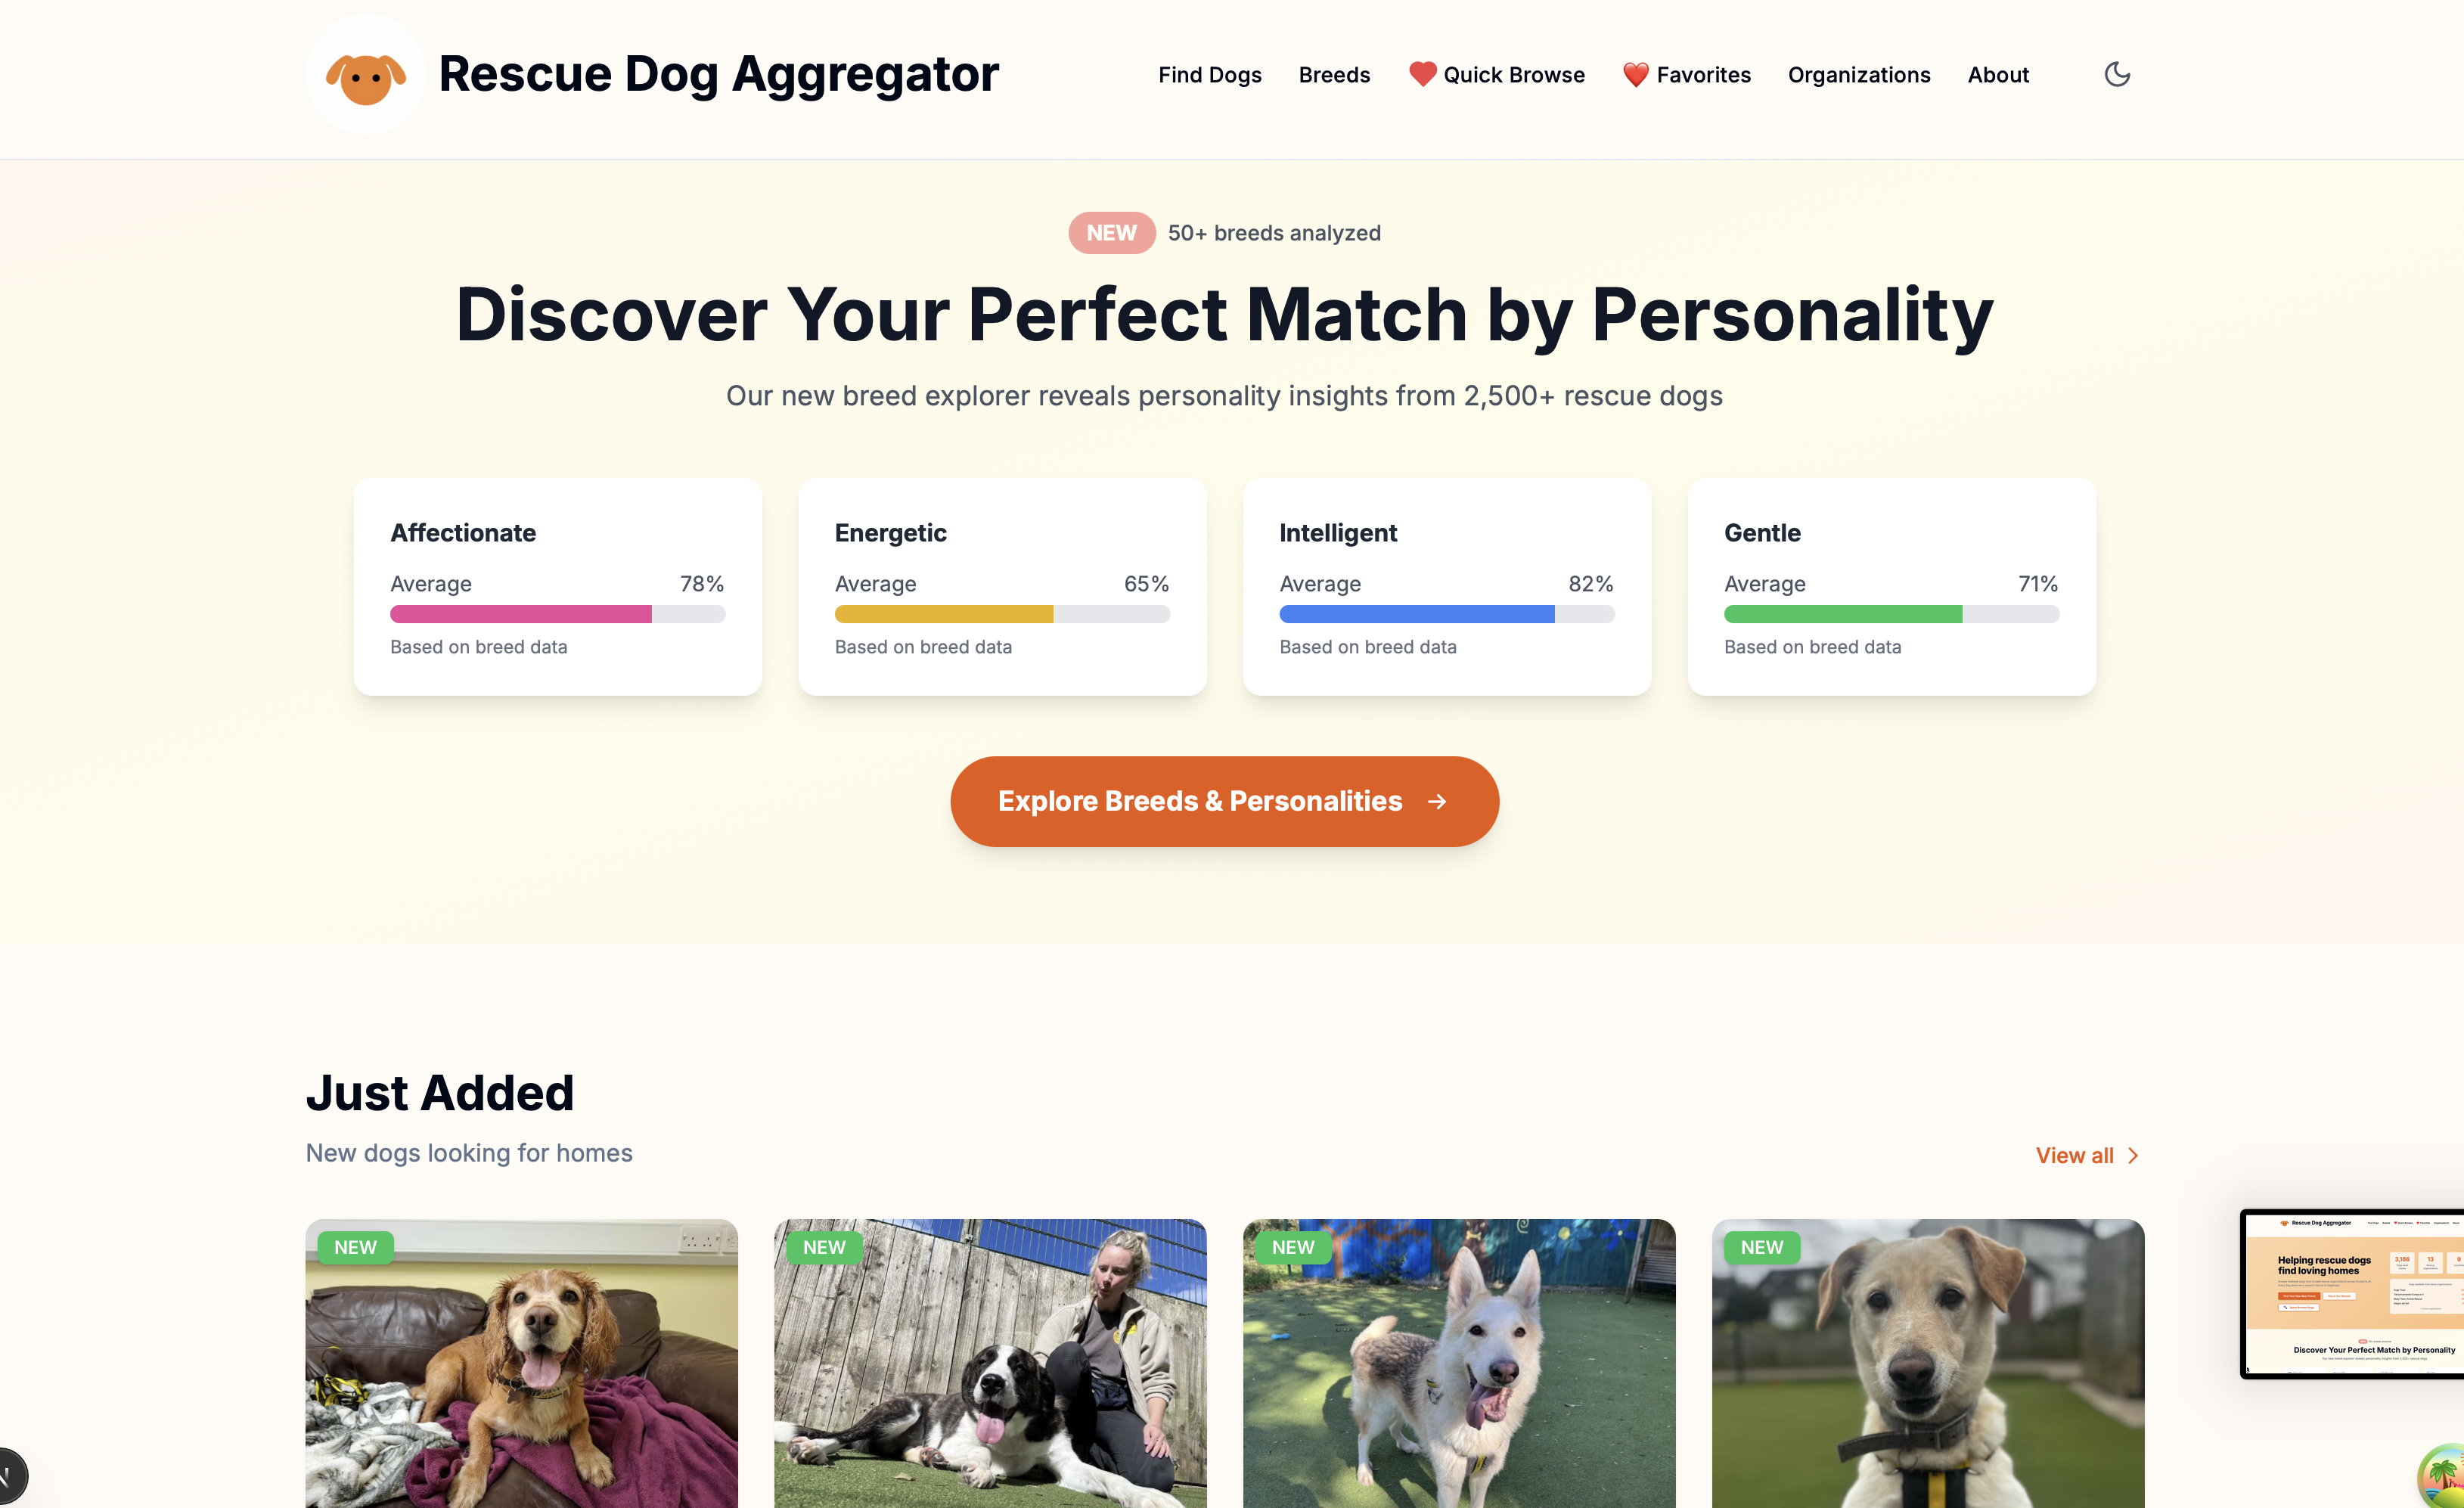 Rescue Dog Aggregator
Find Dogs
Breeds
Quick Browse
Favorites
Organizations
About
NEW 50+ breeds analyzed
Discover Your Perfect Match by Personality
Our new breed explorer reveals personality insights from 2,500+ rescue dogs
Affectionate
Average 78%
Based on breed data
Energetic
Average 65%
Based on breed data
Intelligent
Average 82%
Based on breed data
Gentle
Average 71%
Based on breed data
Explore Breeds & Personalities
Just Added
New dogs looking for homes
View all
NEW
NEW
NEW
NEW
Rescue Dog Aggregator
Helping rescue dogs
find loving homes
3,186
13
Discover Your Perfect Match by Personality